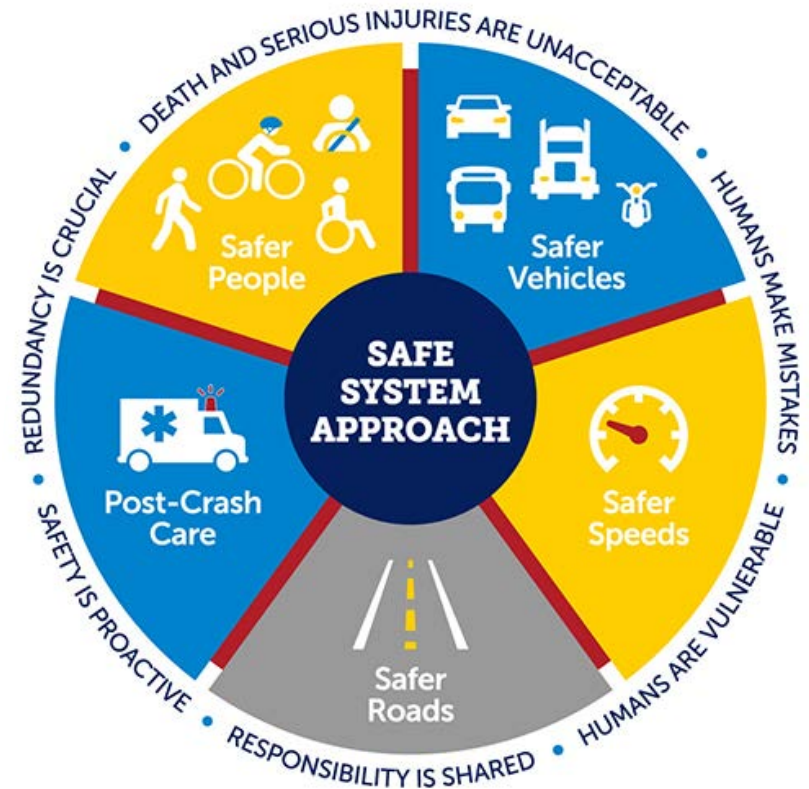 DEATH AND SERIOUS INJURIES ARE UNACCEPTABLE
HUMANS MAKE MISTAKES
HUMANS ARE VULNERABLE
RESPONSIBILITY IS SHARED
SAFETY IS PROACTIVE
REDUNDANCY IS CRUCIAL
Safer
People
Safer
Vehicles
SAFE
SYSTEM
APPROACH
Safer
Speeds
Post-Crash
Care
Safer
Roads